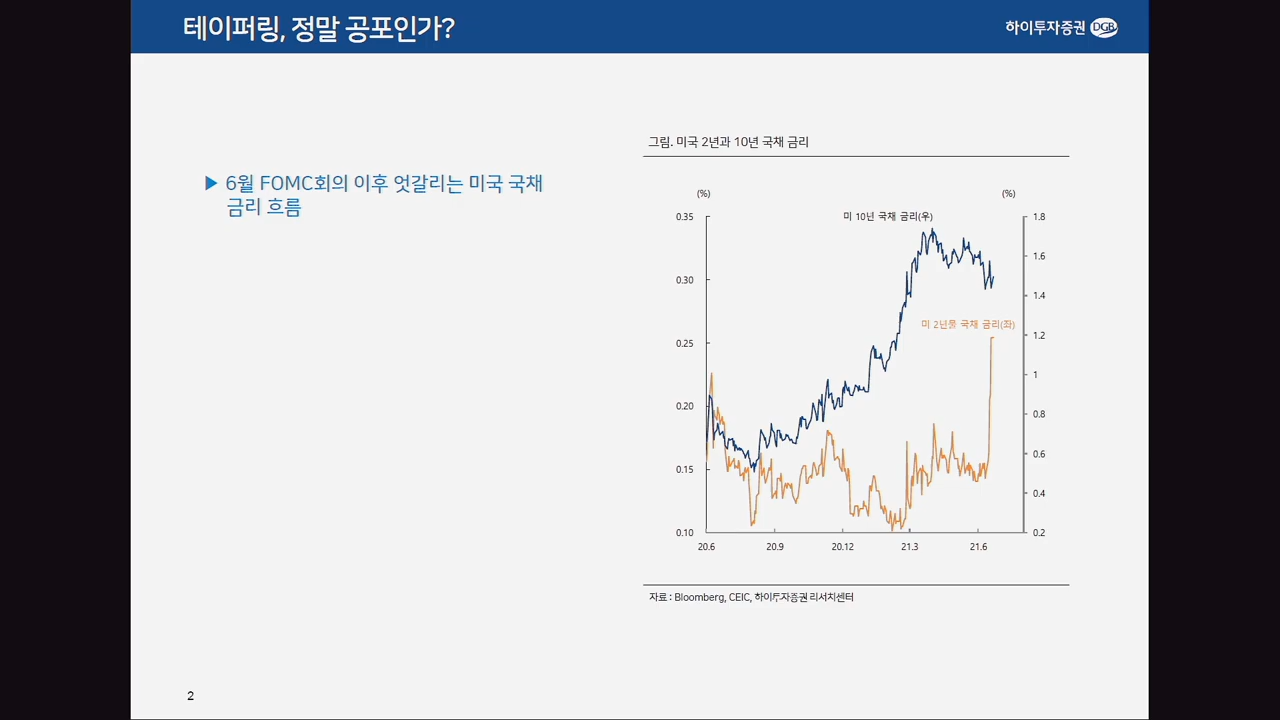 테이퍼링, 정말 공포인가?
하이투자증권 DGB
▶ 6월 FOMC회의 이후 엇갈리는 미국 국채
금리 흐름
그림. 미국 2년과 10년 국채 금리
(%)
(%)
미 10년 국채 금리(우)
미 2년물 국채 금리(좌)
0.35
0.30
0.25
0.20
0.15
0.10
1.8
1.6
1.4
1.2
1
0.8
0.6
0.4
0.2
20.6 20.9 20.12 21.3 21.6
자료 : Bloomberg, CEIC, 하이투자증권 리서치센터
2